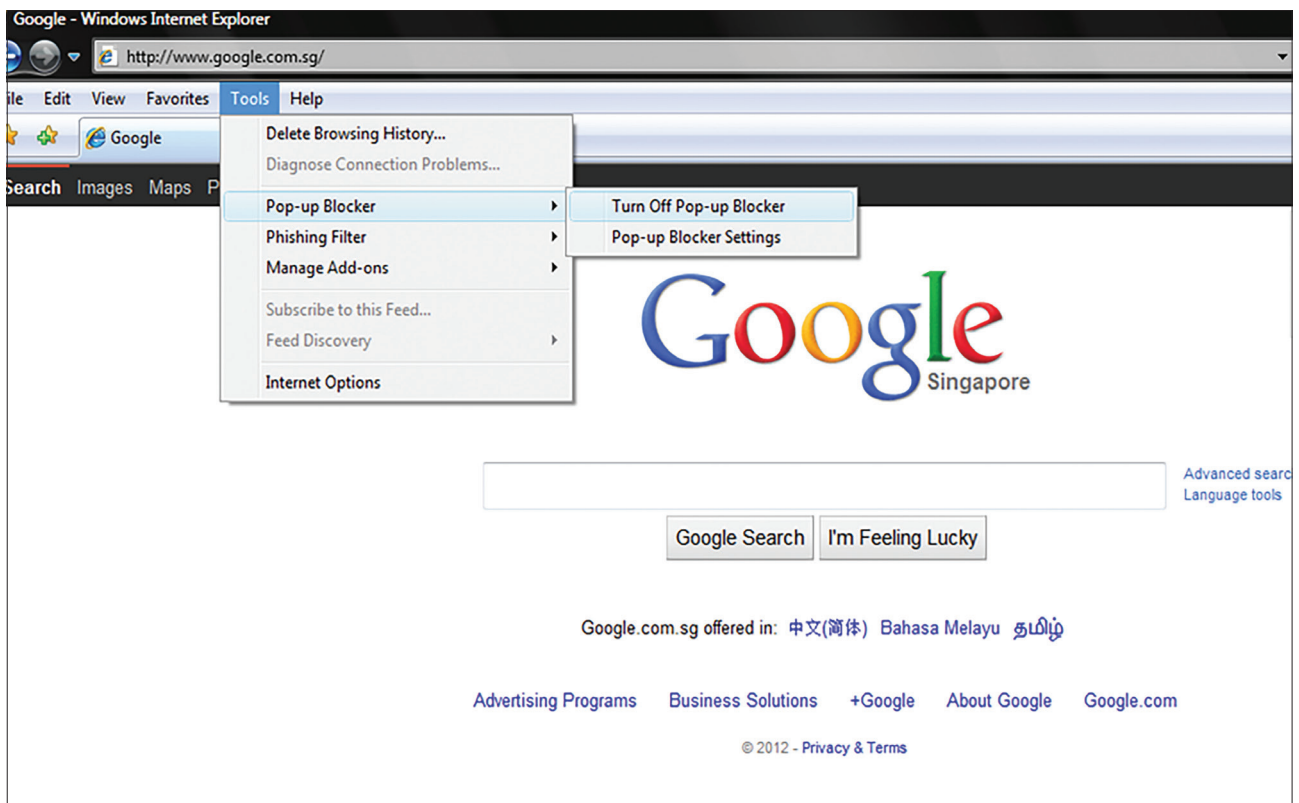 Google - Windows Internet Explorer
http://www.google.com.sg/
ile Edit View Favorites Tools Help
Google
Search Images Maps P
Delete Browsing History...
Diagnose Connection Problems...
Pop-up Blocker
Phishing Filter
Manage Add-ons
Subscribe to this Feed...
Feed Discovery
Internet Options
Turn Off Pop-up Blocker
Pop-up Blocker Settings
Google
Singapore
Advanced searc
Language tools
Google Search I'm Feeling Lucky
Google.com.sg offered in: 中文(简体) Bahasa Melayu தமிழ்
Advertising Programs Business Solutions +Google About Google Google.com
© 2012 - Privacy & Terms